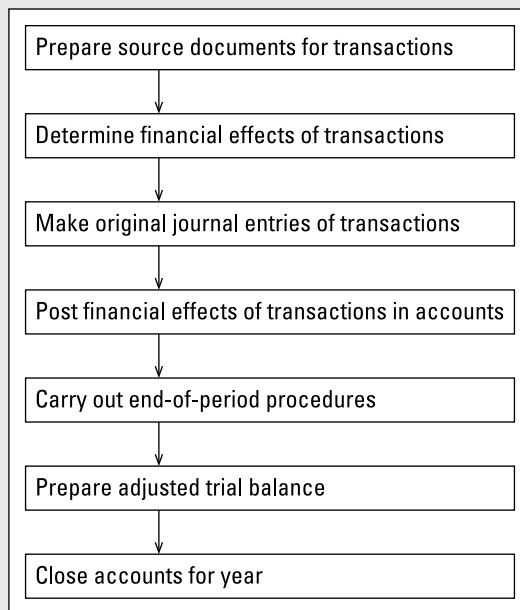 Prepare source documents for transactions
Determine financial effects of transactions
Make original journal entries of transactions
Post financial effects of transactions in accounts
Carry out end-of-period procedures
Prepare adjusted trial balance
Close accounts for year